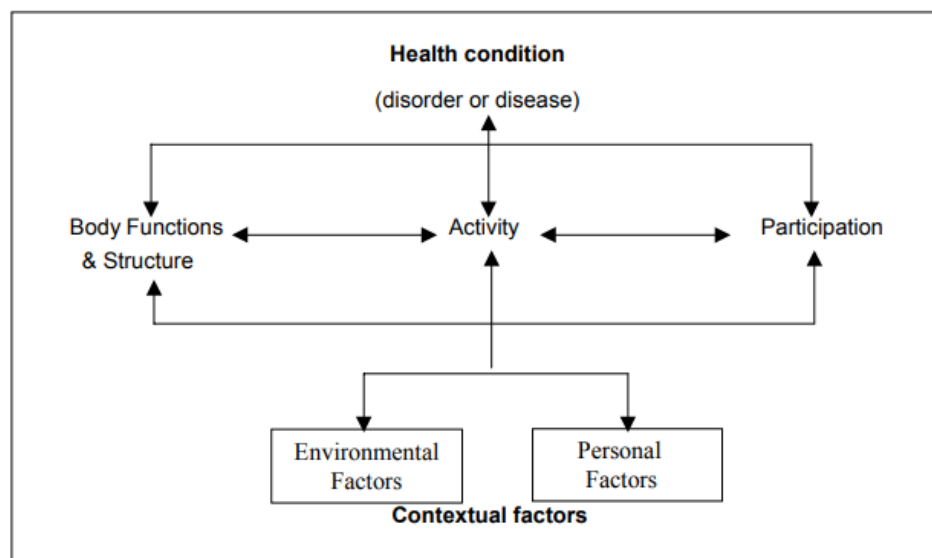 Health condition
(disorder or disease)
Body Functions
& Structure
Activity
Participation
Environmental
Factors
Personal
Factors
Contextual factors